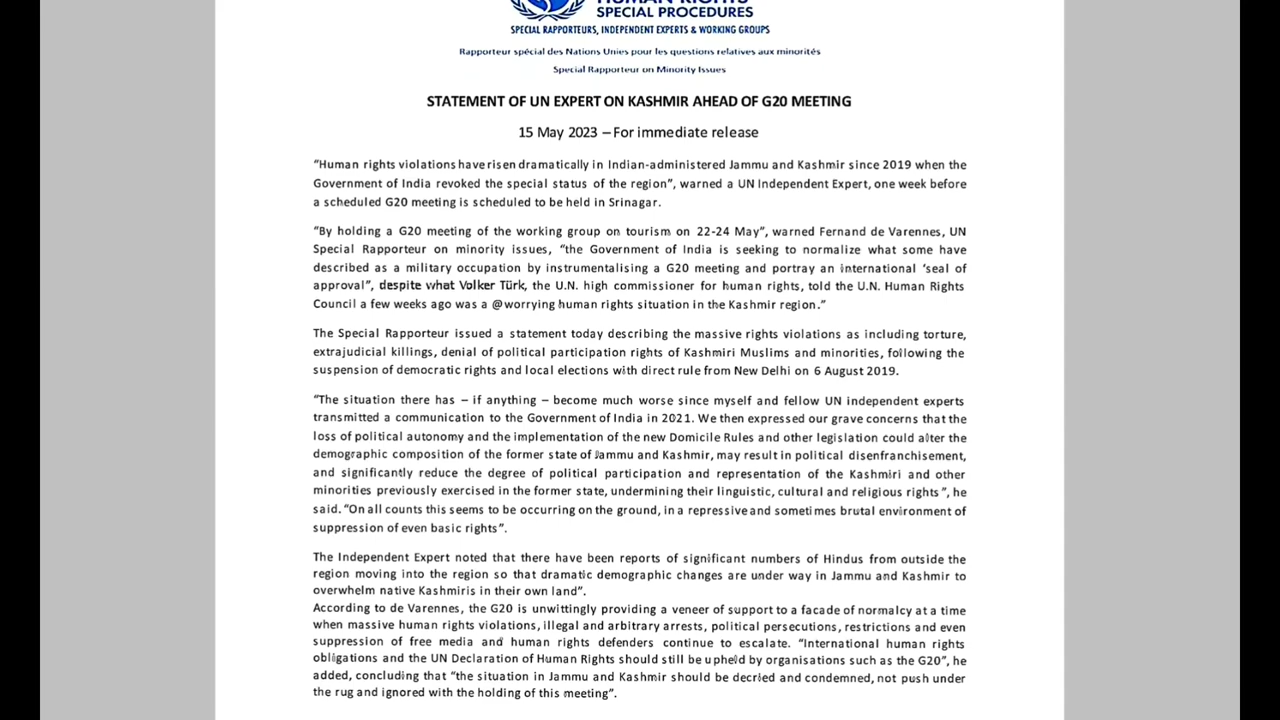 HUMAN RIGHTS
SPECIAL PROCEDURES
SPECIAL RAPPORTEURS, INDEPENDENT EXPERTS & WORKING GROUPS
Rapporteur spécial des Nations Unies pour les questions relatives aux minorités
Special Rapporteur on Minority Issues
STATEMENT OF UN EXPERT ON KASHMIR AHEAD OF G20 MEETING
15 May 2023 – For immediate release
“Human rights violations have risen dramatically in Indian-administered Jammu and Kashmir since 2019 when the
Government of India revoked the special status of the region”, warned a UN Independent Expert, one week before
a scheduled G20 meeting is scheduled to be held in Srinagar.
“By holding a G20 meeting of the working group on tourism on 22-24 May”, warned Fernand de Varennes, UN
Special Rapporteur on minority issues, “the Government of India is seeking to normalize what some have
described as a military occupation by instrumentalising a G20 meeting and portray an international ‘seal of
approval”, despite what Volker Türk, the U.N. high commissioner for human rights, told the U.N. Human Rights
Council a few weeks ago was a @worrying human rights situation in the Kashmir region.”
The Special Rapporteur issued a statement today describing the massive rights violations as including torture,
extrajudicial killings, denial of political participation rights of Kashmiri Muslims and minorities, following the
suspension of democratic rights and local elections with direct rule from New Delhi on 6 August 2019.
“The situation there has – if anything – become much worse since myself and fellow UN independent experts
transmitted a communication to the Government of India in 2021. We then expressed our grave concerns that the
loss of political autonomy and the implementation of the new Domicile Rules and other legislation could alter the
demographic composition of the former state of Jammu and Kashmir, may result in political disenfranchisement,
and significantly reduce the degree of political participation and representation of the Kashmiri and other
minorities previously exercised in the former state, undermining their linguistic, cultural and religious rights”, he
said. “On all counts this seems to be occurring on the ground, in a repressive and sometimes brutal environment of
suppression of even basic rights”.
The Independent Expert noted that there have been reports of significant numbers of Hindus from outside the
region moving into the region so that dramatic demographic changes are under way in Jammu and Kashmir to
overwhelm native Kashmiris in their own land”.
According to de Varennes, the G20 is unwittingly providing a veneer of support to a facade of normalcy at a time
when massive human rights violations, illegal and arbitrary arrests, political persecutions, restrictions and even
suppression of free media and human rights defenders continue to escalate. “International human rights
obligations and the UN Declaration of Human Rights should still be upheld by organisations such as the G20”, he
added, concluding that “the situation in Jammu and Kashmir should be decried and condemned, not push under
the rug and ignored with the holding of this meeting”.